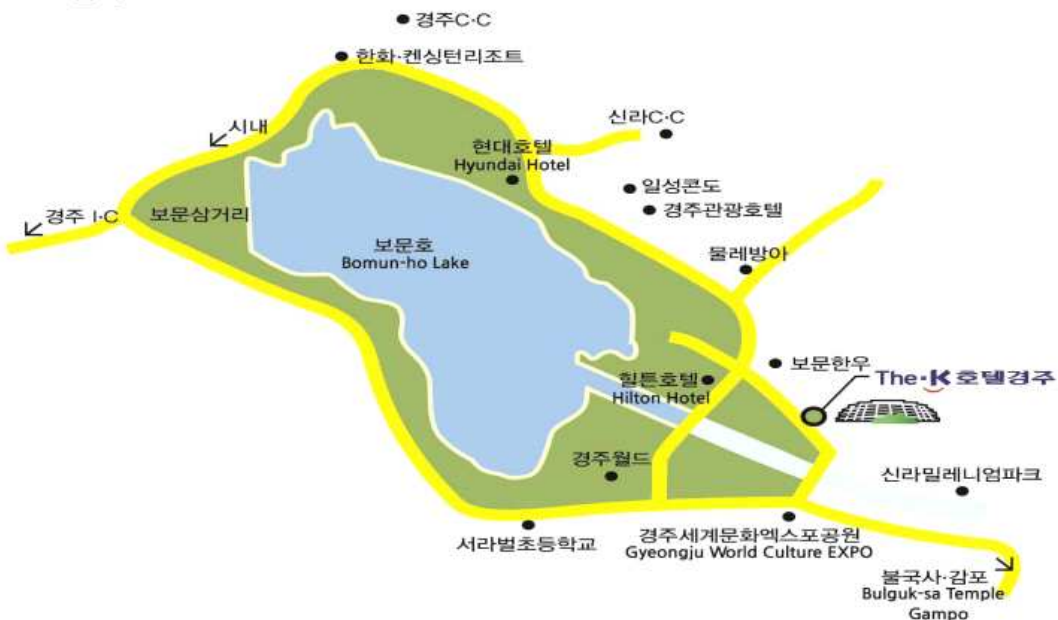 경주C·C
한화·켄싱턴리조트
시내
신라C·C
현대호텔
Hyundai Hotel
일성콘도
경주관광호텔
경주 I·C
보문삼거리
보문호
Bomun-ho Lake
물레방아
보문한우
The·K 호텔경주
힐튼호텔
Hilton Hotel
경주월드
신라밀레니엄파크
서라벌초등학교
경주세계문화엑스포공원
Gyeongju World Culture EXPO
불국사·감포
Bulguk-sa Temple
Gampo